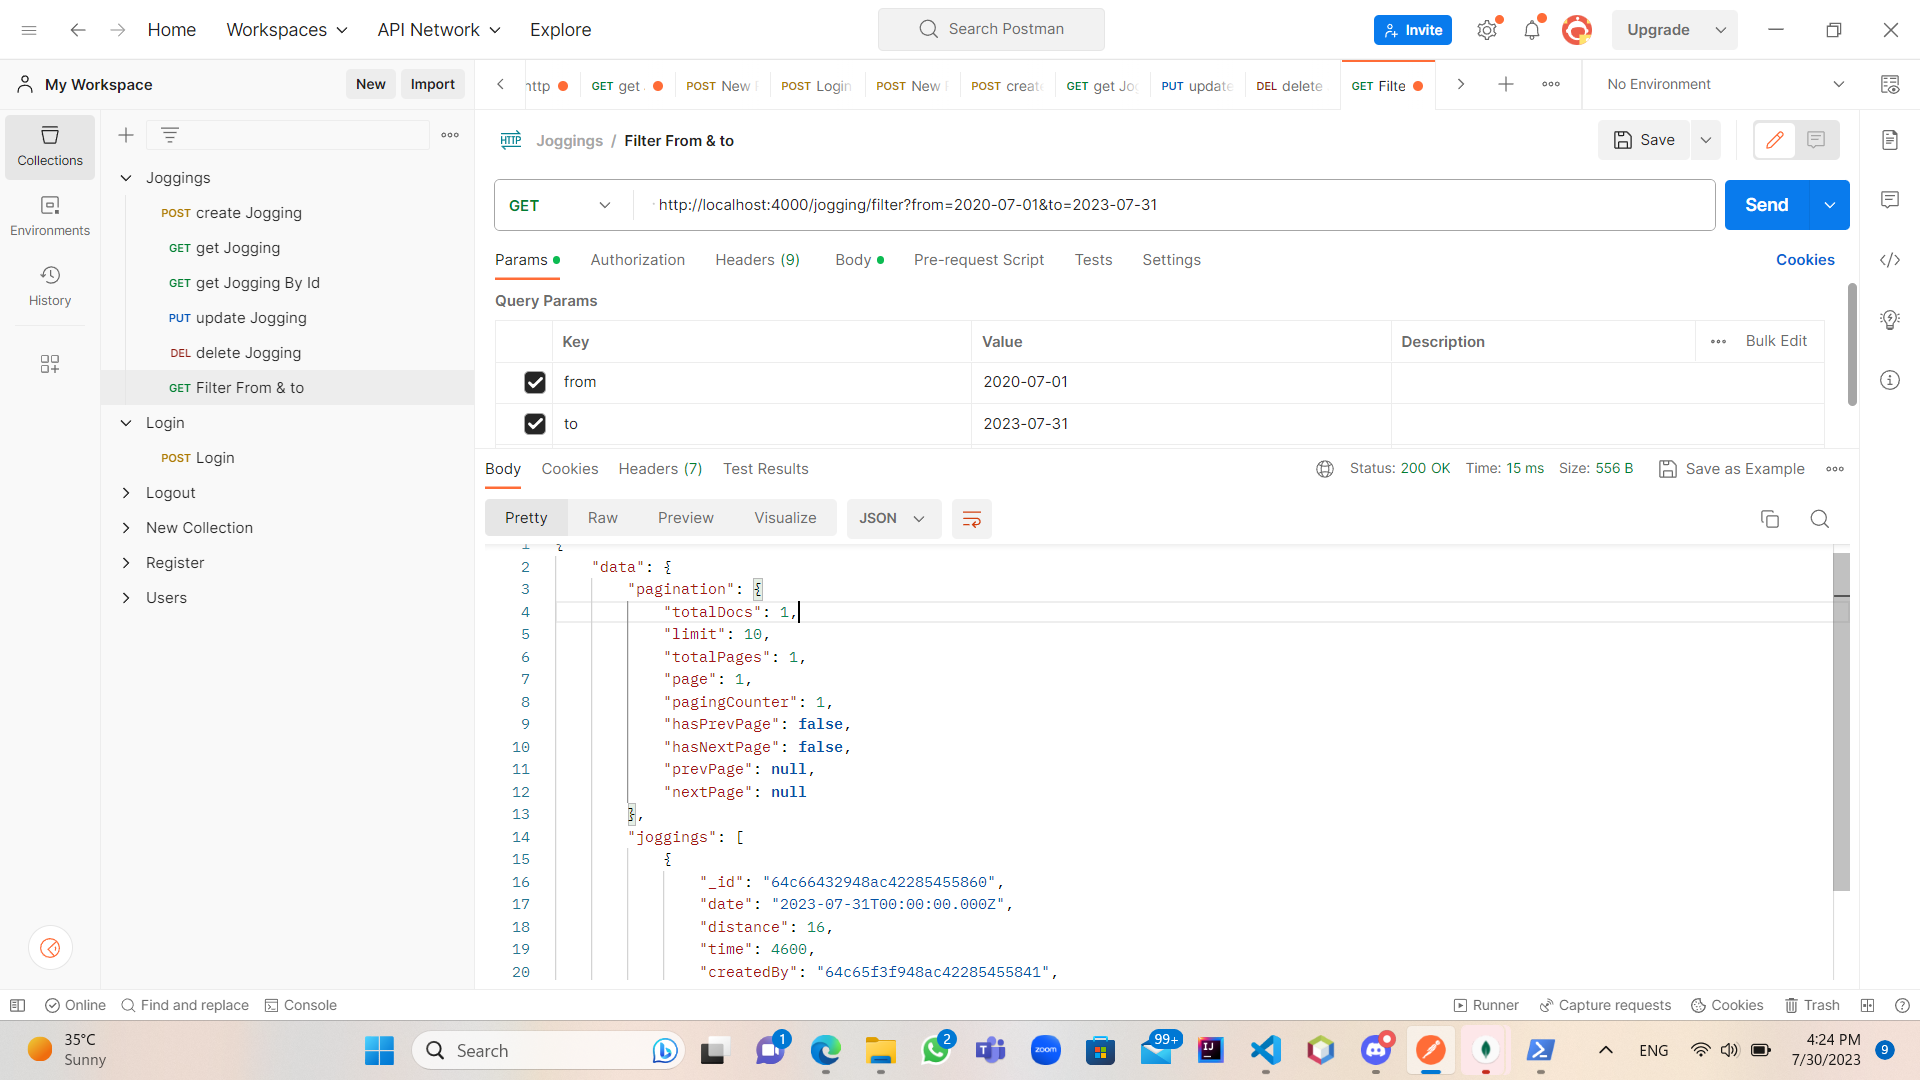 Home
Workspaces
API Network
Explore
Search Postman
Invite
Upgrade
My Workspace
New
Import
GET get
POST New
POST Login
POST New
POST
GET get
PUT update
DEL delete
GET Filte
No Environment
Collections
Environments
History
Joggings
POST create Jogging
GET get Jogging
GET get Jogging By Id
PUT update Jogging
DEL delete Jogging
GET Filter From & to
Login
POST Login
Logout
New Collection
Register
Users
HTTP
Joggings / Filter From & to
Save
GET
http://localhost:4000/jogging/filter?from=2020-07-01&to=2023-07-31
Send
Params
Authorization
Headers (9)
Body
Pre-request Script
Tests
Settings
Cookies
Query Params
Key
Value
Description
Bulk Edit
from
2020-07-01
to
2023-07-31
Body
Cookies
Headers (7)
Test Results
Status: 200 OK
Time: 15 ms
Size: 556 B
Save as Example
Pretty
Raw
Preview
Visualize
JSON
1 {
2 "data": {
3 "pagination": {
4 "totalDocs": 1,
5 "limit": 10,
6 "totalPages": 1,
7 "page": 1,
8 "pagingCounter": 1,
9 "hasPrevPage": false,
10 "hasNextPage": false,
11 "prevPage": null,
12 "nextPage": null
13 },
14 "joggings": [
15 {
16 "_id": "64c66432948ac42285455860",
17 "date": "2023-07-31T00:00:00.000Z",
18 "distance": 16,
19 "time": 4600,
20 "createdBy": "64c65f3f948ac42285455841",
Online
Find and replace
Console
Runner
Capture requests
Cookies
Trash
35°C
Sunny
Search
1
2
zoom
99+
IJ
ENG
4:24 PM
7/30/2023
9